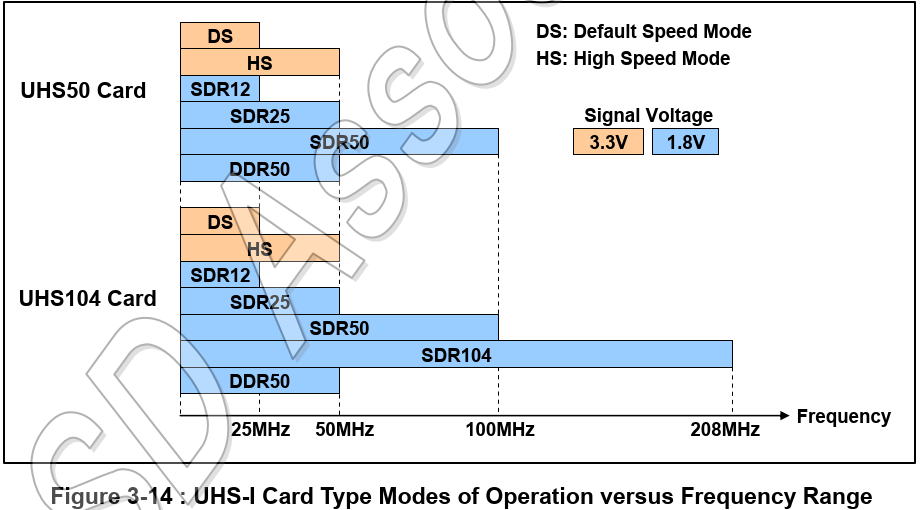 DS: Default Speed Mode
HS: High Speed Mode
Signal Voltage
3.3V 1.8V
UHS50 Card
DS
HS
SDR12
SDR25
SDR50
DDR50
UHS104 Card
DS
HS
SDR12
SDR25
SDR50
SDR104
DDR50
Frequency
25MHz 50MHz 100MHz 208MHz
Figure 3-14 : UHS-I Card Type Modes of Operation versus Frequency Range
SD Asso